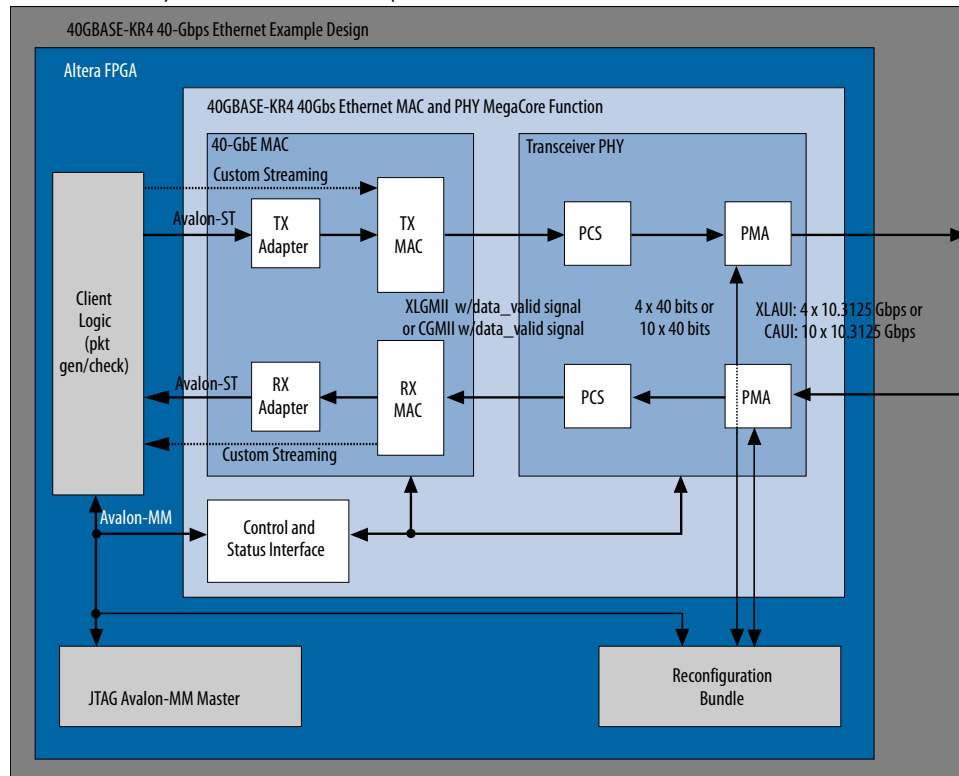 40GBASE-KR4 40-Gbps Ethernet Example Design
Altera FPGA
40GBASE-KR4 40Gbs Ethernet MAC and PHY MegaCore Function
40-GbE MAC
Transceiver PHY
Custom Streaming
Avalon-ST
TX
Adapter
TX
MAC
PCS
PMA
Client
Logic
(pkt
gen/check)
XLGMII w/data_valid signal
or CGMII w/data_valid signal
4 x 40 bits or
10 x 40 bits
XLAUI: 4 x 10.3125 Gbps or
CAUI: 10 x 10.3125 Gbps
Avalon-ST
RX
Adapter
RX
MAC
PCS
PMA
Custom Streaming
Avalon-MM
Control and
Status Interface
JTAG Avalon-MM Master
Reconfiguration
Bundle